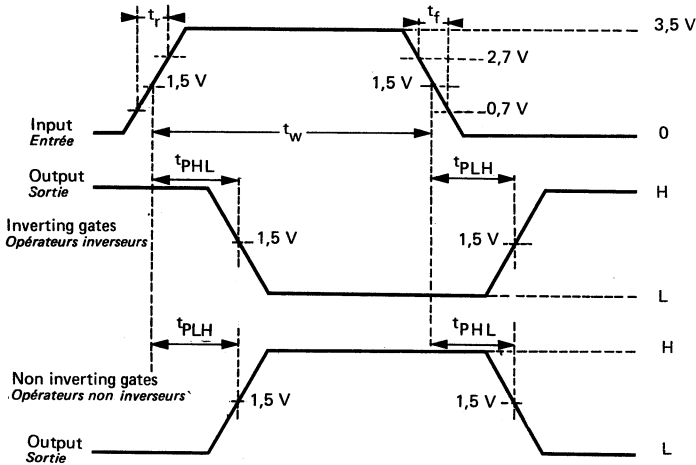 tr
tf
3,5 V
2,7 V
1,5 V
1,5 V
0,7 V
Input
Entrée
tw
0
Output
Sortie
tPHL
tPLH
H
Inverting gates
Opérateurs inverseurs
1,5 V
1,5 V
L
tPLH
tPHL
H
Non inverting gates
Opérateurs non inverseurs
1,5 V
1,5 V
Output
Sortie
L